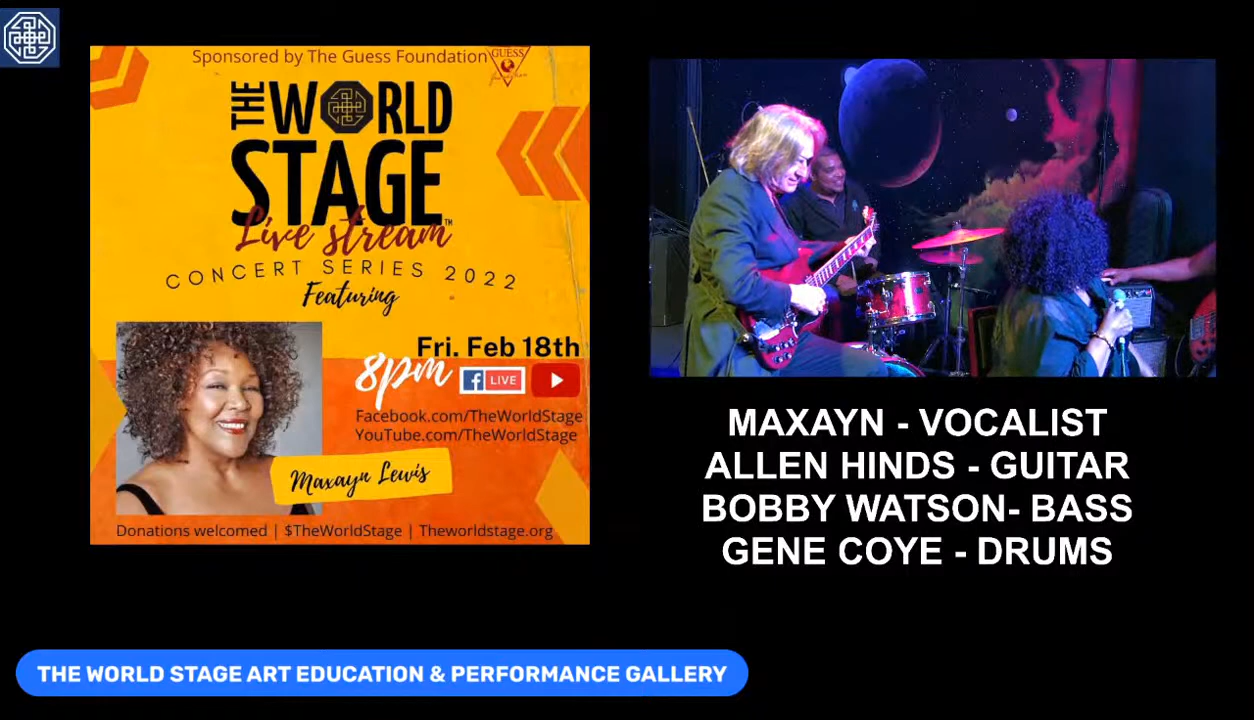 Sponsored by The Guess Foundation
GUESS
THE WORLD
STAGE™
Live stream
CONCERT SERIES 2022
Featuring
Fri. Feb 18th
8pm
LIVE
Facebook.com/TheWorldStage
YouTube.com/TheWorldStage
Maxayn Lewis
Donations welcomed | $TheWorldStage | Theworldstage.org
MAXAYN - VOCALIST
ALLEN HINDS - GUITAR
BOBBY WATSON- BASS
GENE COYE - DRUMS
THE WORLD STAGE ART EDUCATION & PERFORMANCE GALLERY